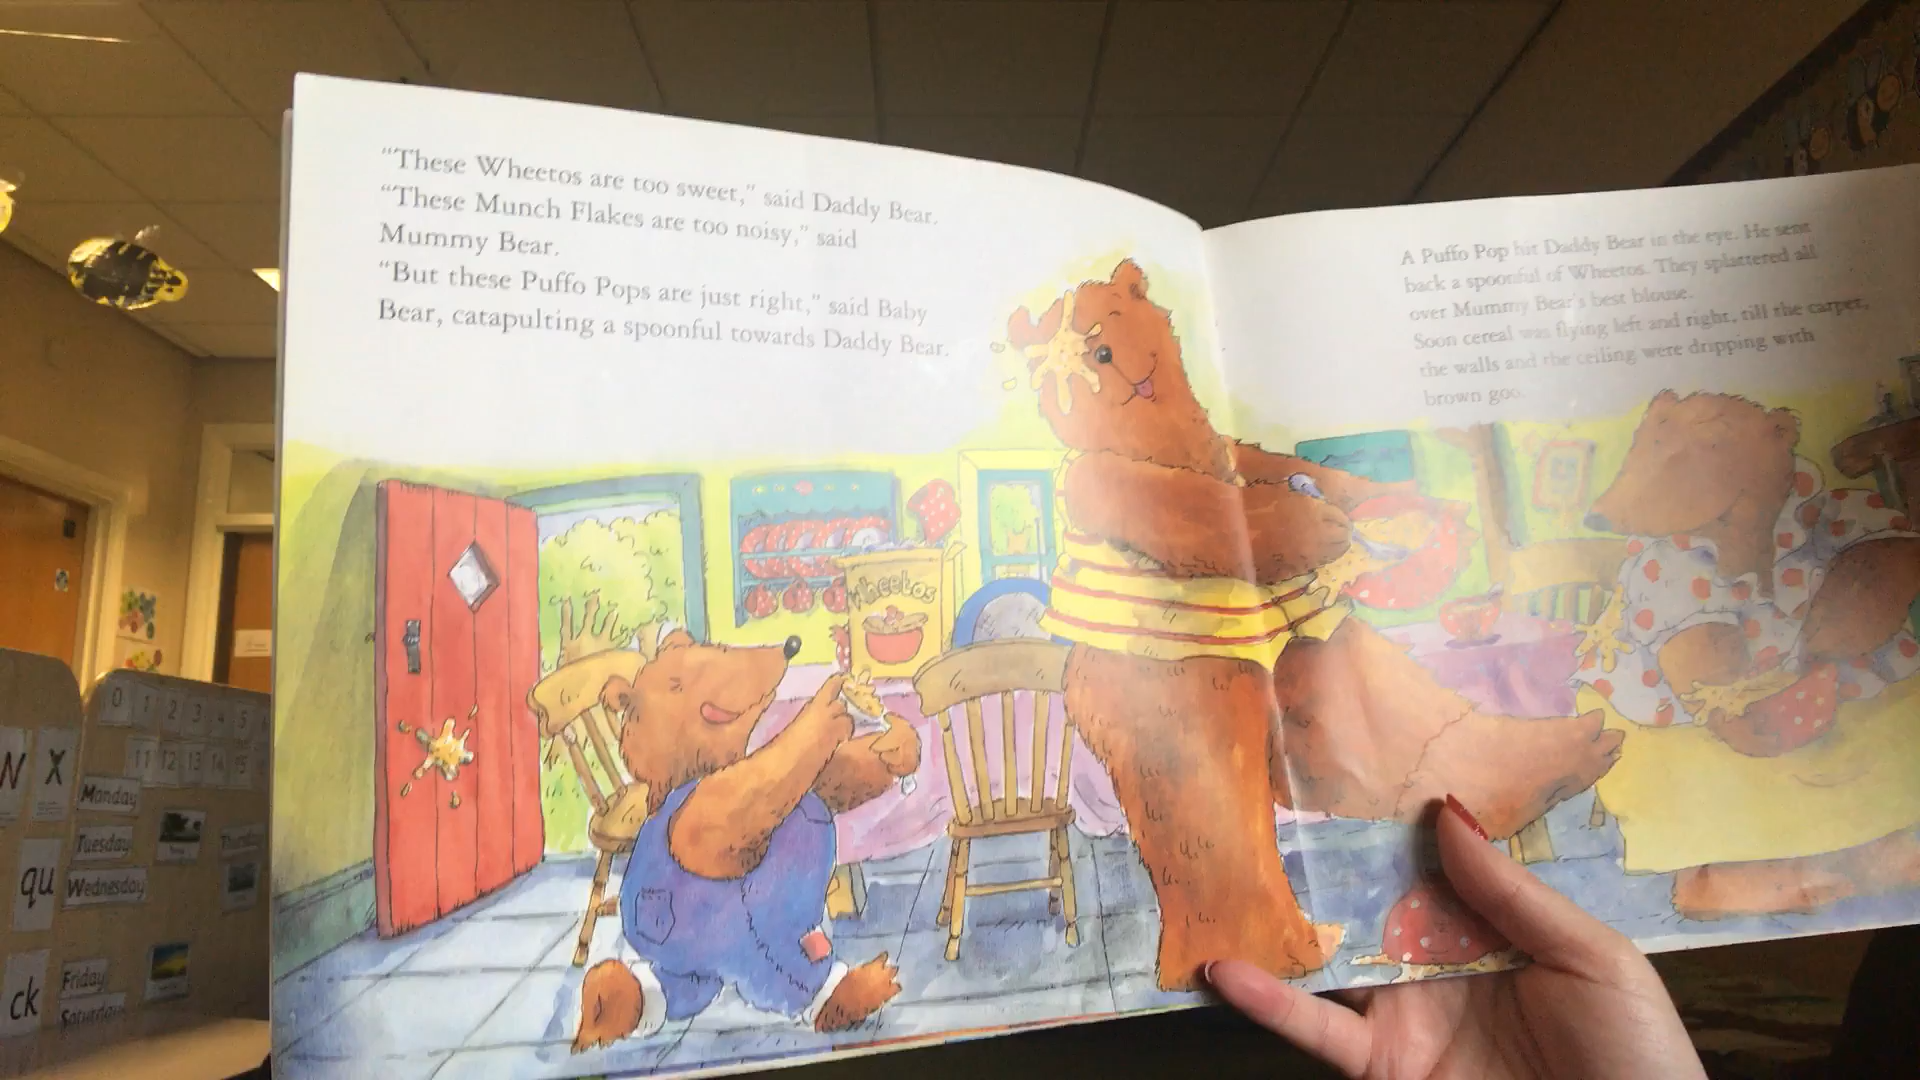 “These Wheetos are too sweet,” said Daddy Bear.
“These Munch Flakes are too noisy,” said
Mummy Bear.
“But these Puffo Pops are just right,” said Baby
Bear, catapulting a spoonful towards Daddy Bear.
A Puffo Pop hit Daddy Bear in the eye. He sent
back a spoonful of Wheetos. They splattered all
over Mummy Bear's best blouse.
Soon cereal was flying left and right, till the carpet,
the walls and the ceiling were dripping with
brown goo.
Wheetos
0 1 2 3 4 5
11 12 13 14 15
W x
Monday
Tuesday
Thursday
qu
Wednesday
ck
Friday
Saturday